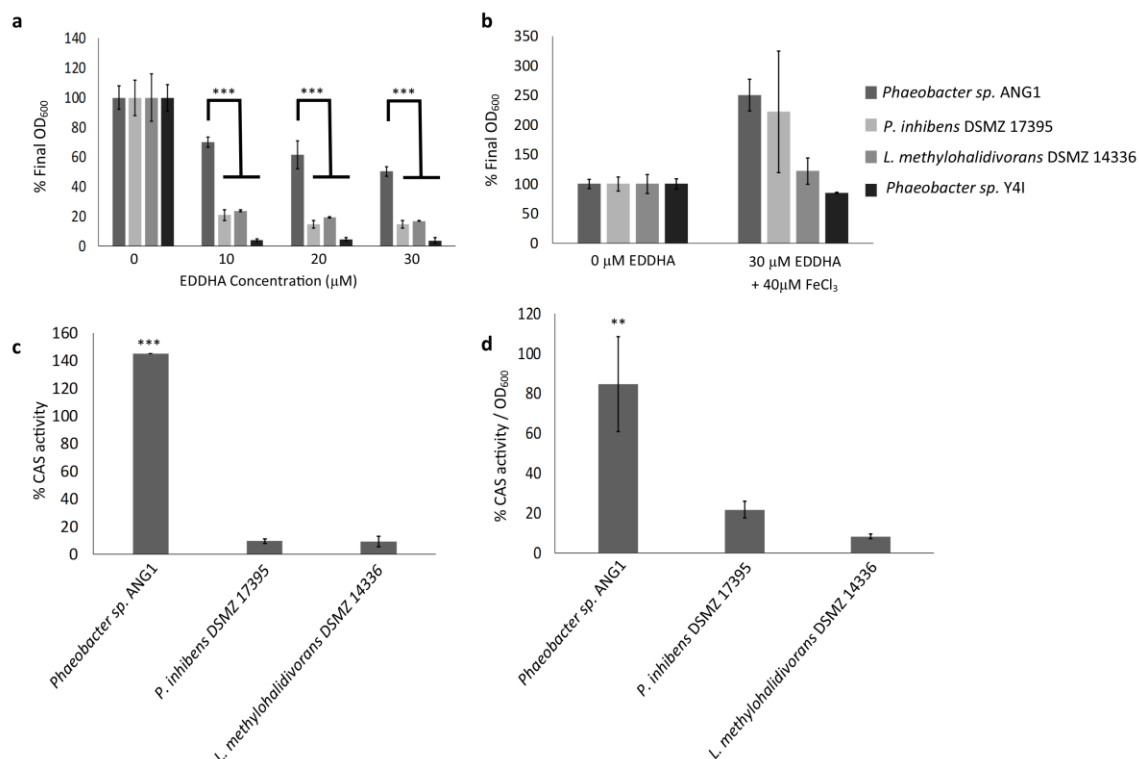 a
140
120
100
80
60
40
20
0
% Final OD600
***
***
***
0
10
20
30
EDDHA Concentration (μM)
b
350
300
250
200
150
100
50
0
% Final OD600
0 μM EDDHA
30 μM EDDHA
+ 40μM FeCl3
Phaeobacter sp. ANG1
P. inhibens DSMZ 17395
L. methylohalidivorans DSMZ 14336
Phaeobacter sp. Y4I
c
160
140
120
100
80
60
40
20
10
0
% CAS activity
***
Phaeobacter sp. ANG1
P. inhibens DSMZ 17395
L. methylohalidivorans DSMZ 14336
d
120
100
80
60
40
20
0
% CAS activity / OD600
**
Phaeobacter sp. ANG1
P. inhibens DSMZ 17395
L. methylohalidivorans DSMZ 14336